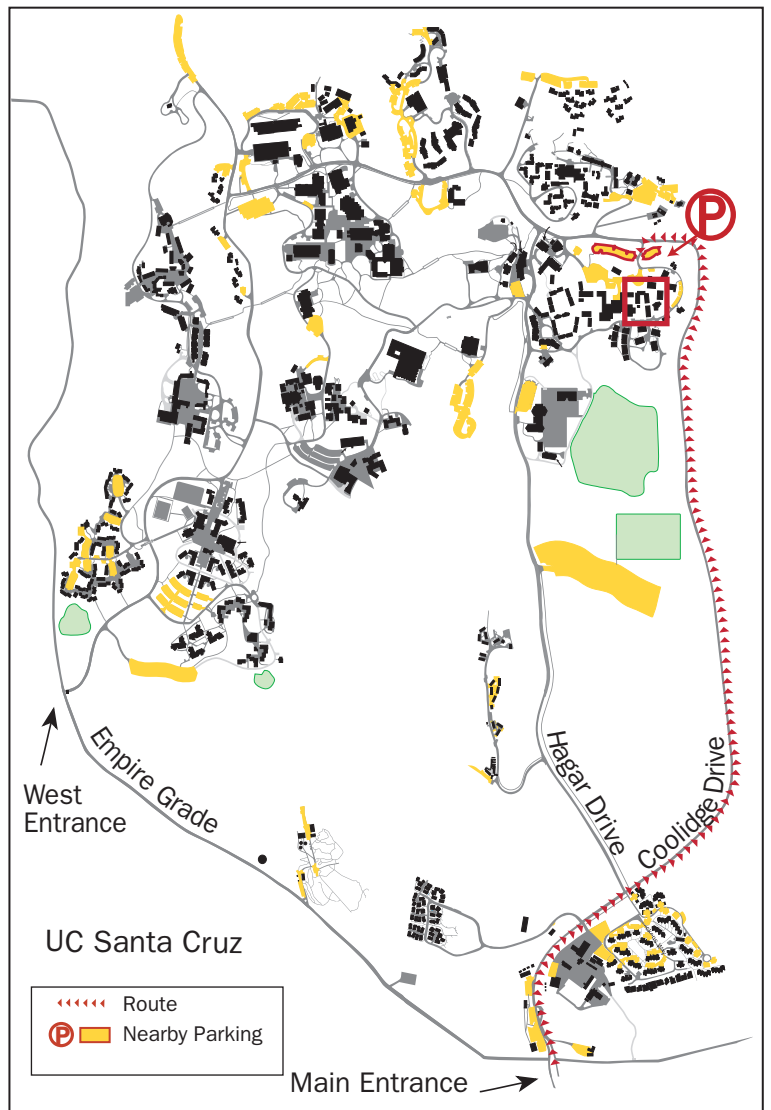 P
West
Entrance
Empire Grade
Hagar Drive
Coolidge Drive
UC Santa Cruz
Route
P Nearby Parking
Main Entrance